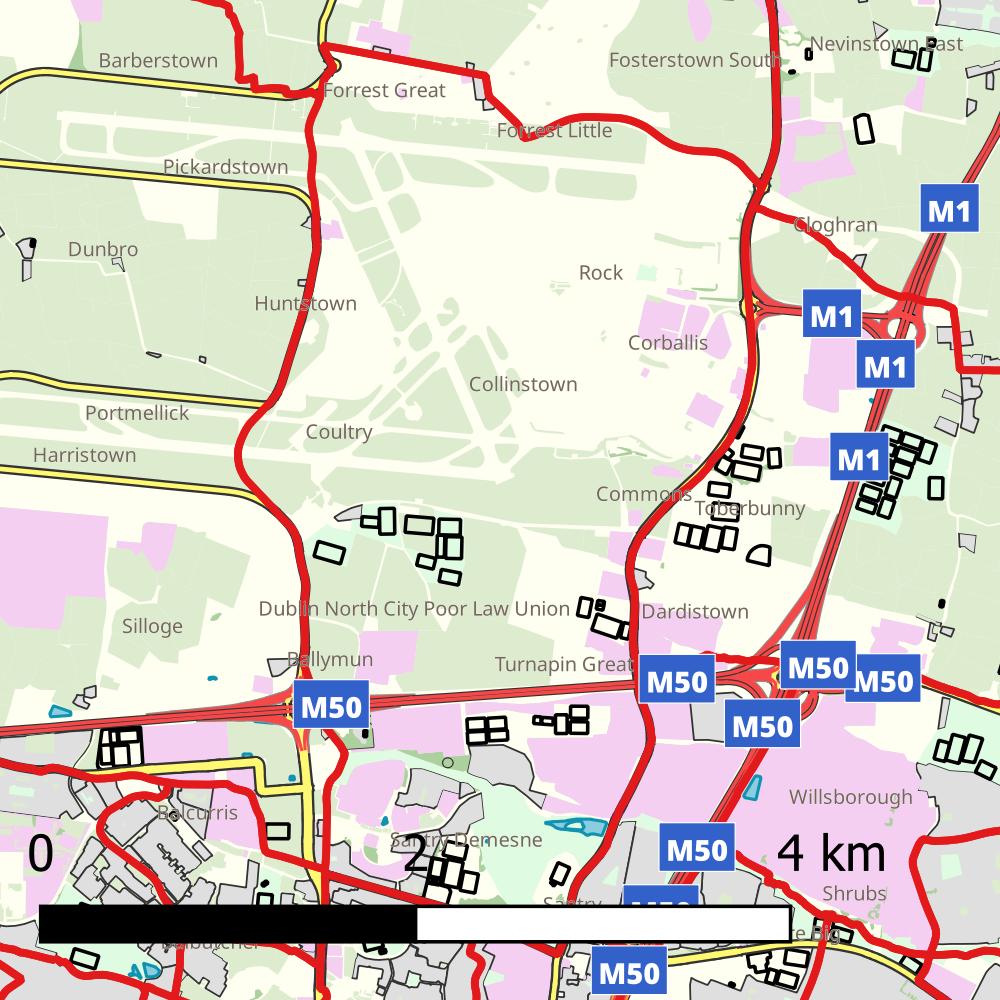 Nevinstown East
Barberstown
Fosterstown South
Forrest Great
Forrest Little
Pickardstown
M1
Cloghran
Dunbro
Rock
Huntstown
M1
Corballis
M1
Collinstown
Portmellick
Coultry
Harristown
M1
Commons
Toberbunny
Dublin North City Poor Law Union
Dardistown
Silloge
Ballymun
Turnapin Great
M50
M50
M50
M50
M50
Willsborough
Balcurris
Santry Demesne
M50
0
2
4 km
Shrubs
Santry
M50
M50